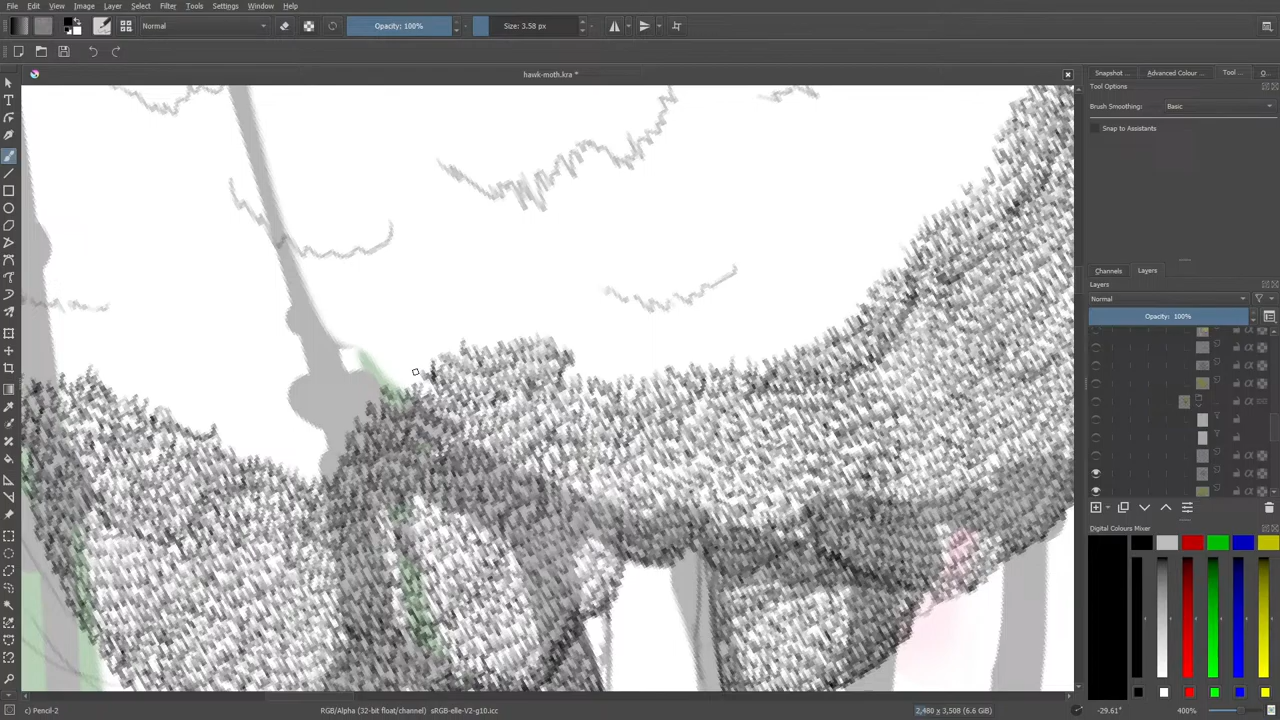 File Edit View Image Layer Select Filter Tools Settings Window Help
Normal
Opacity: 100%
Size: 3.58 px
hawk-moth.kra *
Snapshot ... Advanced Colour ... Tool ... O...
Tool Options
Brush Smoothing: Basic
Snap to Assistants
Channels Layers
Layers
Normal
Opacity: 100%
Digital Colours Mixer
c) Pencil-2
RGB/Alpha (32-bit float/channel) sRGB-elle-V2-g10.icc
2,480 x 3,508 (6.6 GiB)
-29.61°
400%